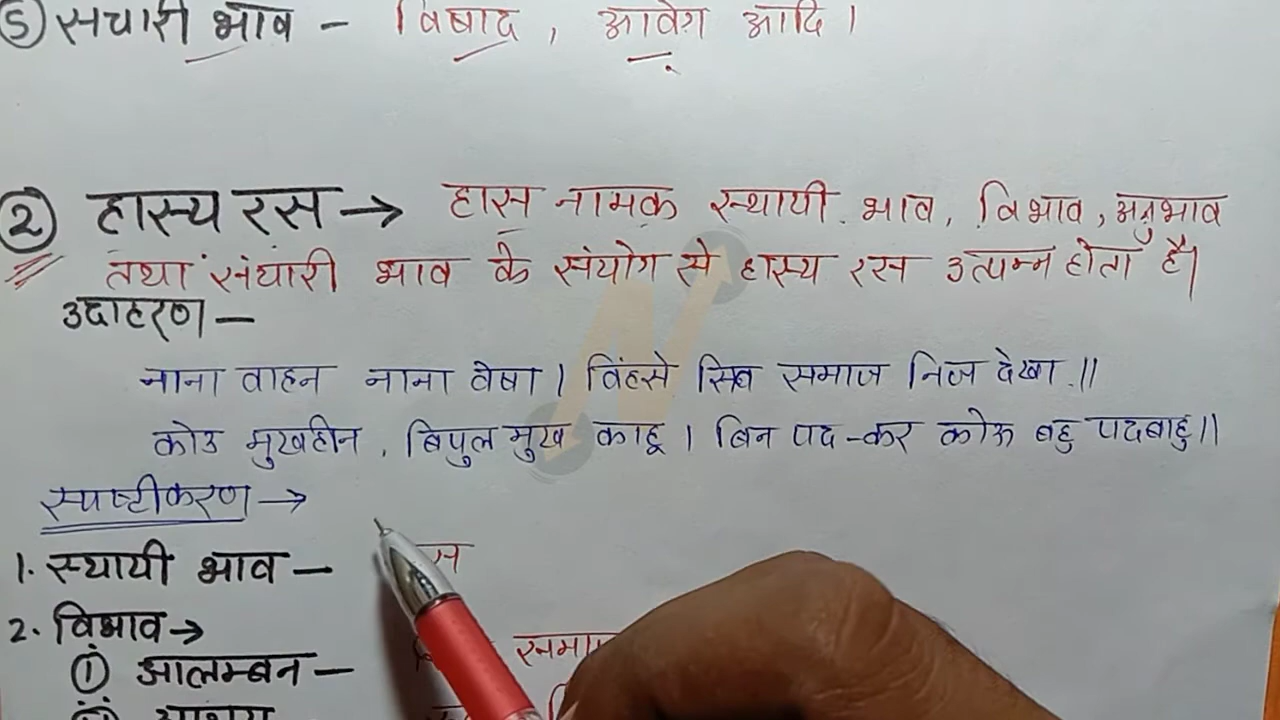 5 संचारी भाव - विषाद, आवेग आदि।
2 हास्य रस → हास नामक स्थायी भाव, विभाव, अनुभाव
तथा संचारी भाव के संयोग से हास्य रस उत्पन्न होता है।
उदाहरण —
नाना वाहन नाना वेषा। विंहसे सिव समाज निज देखा॥
कोउ मुखहीन, बिपुल मुख काहू। बिन पद-कर कोऊ बहु पदबाहु॥
स्पष्टीकरण →
1. स्थायी भाव —
2. विभाव →
① आलम्बन —